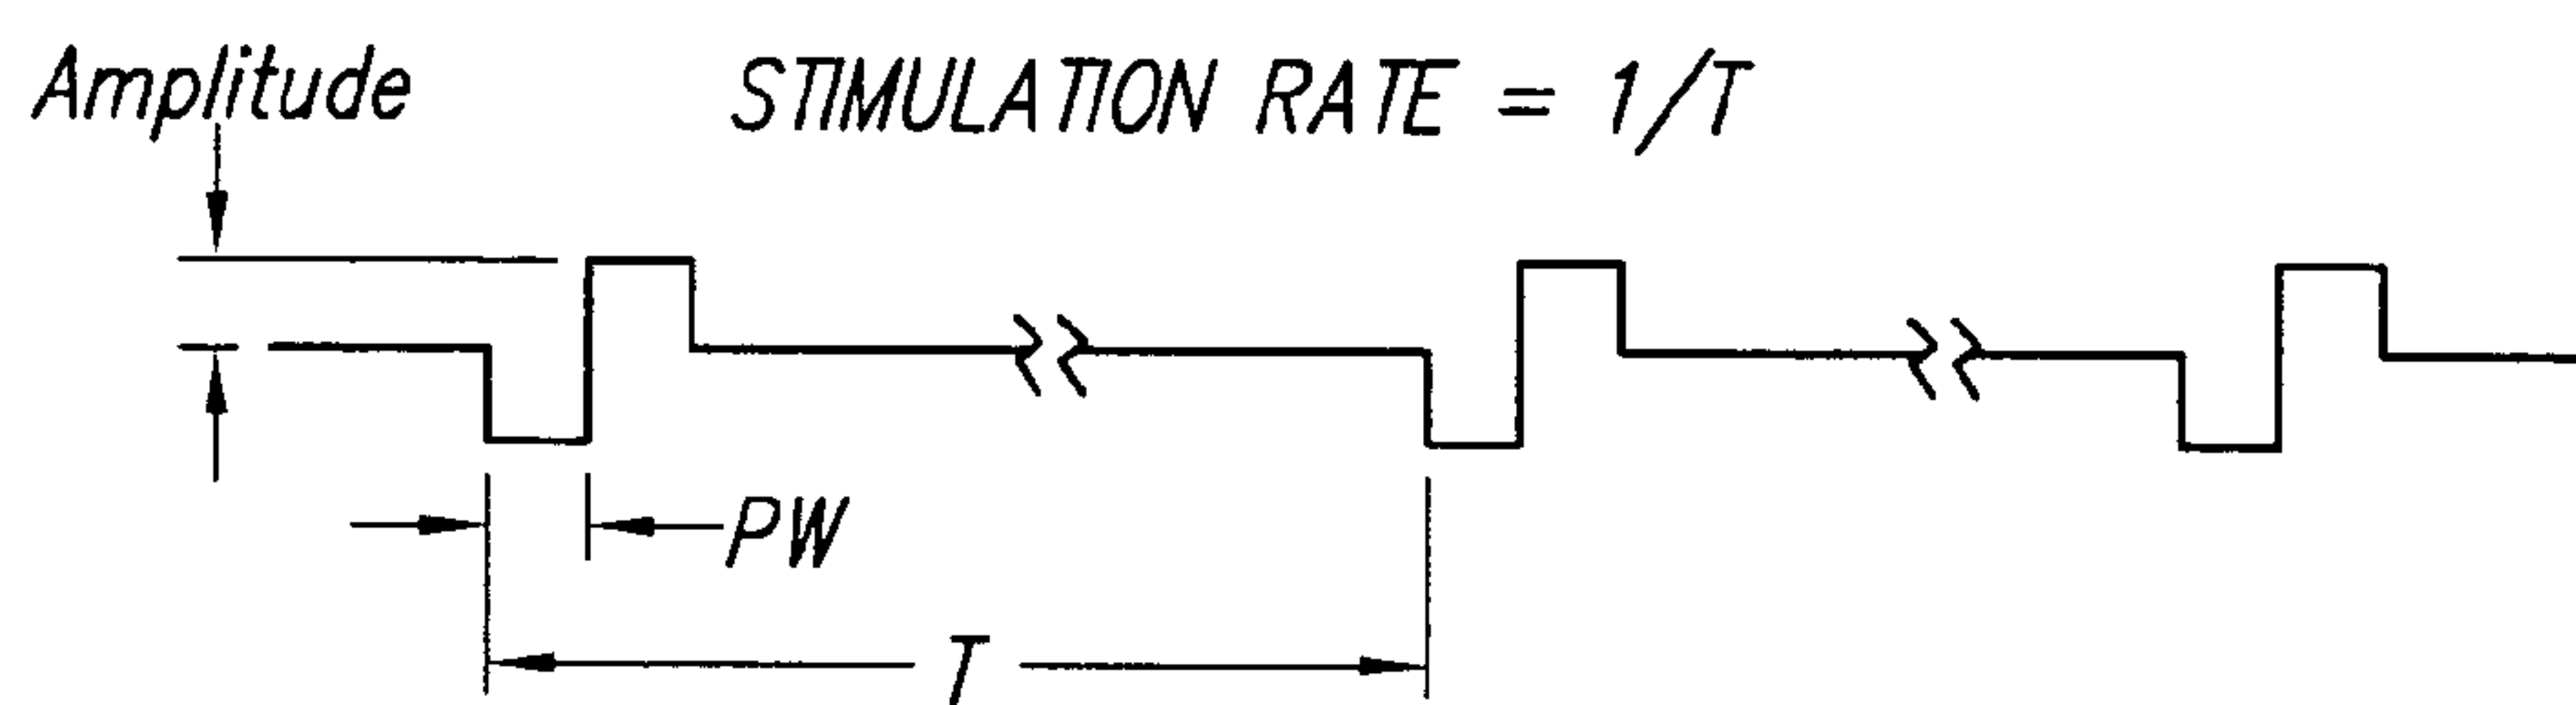 Amplitude
STIMULATION RATE = 1/T
PW
T